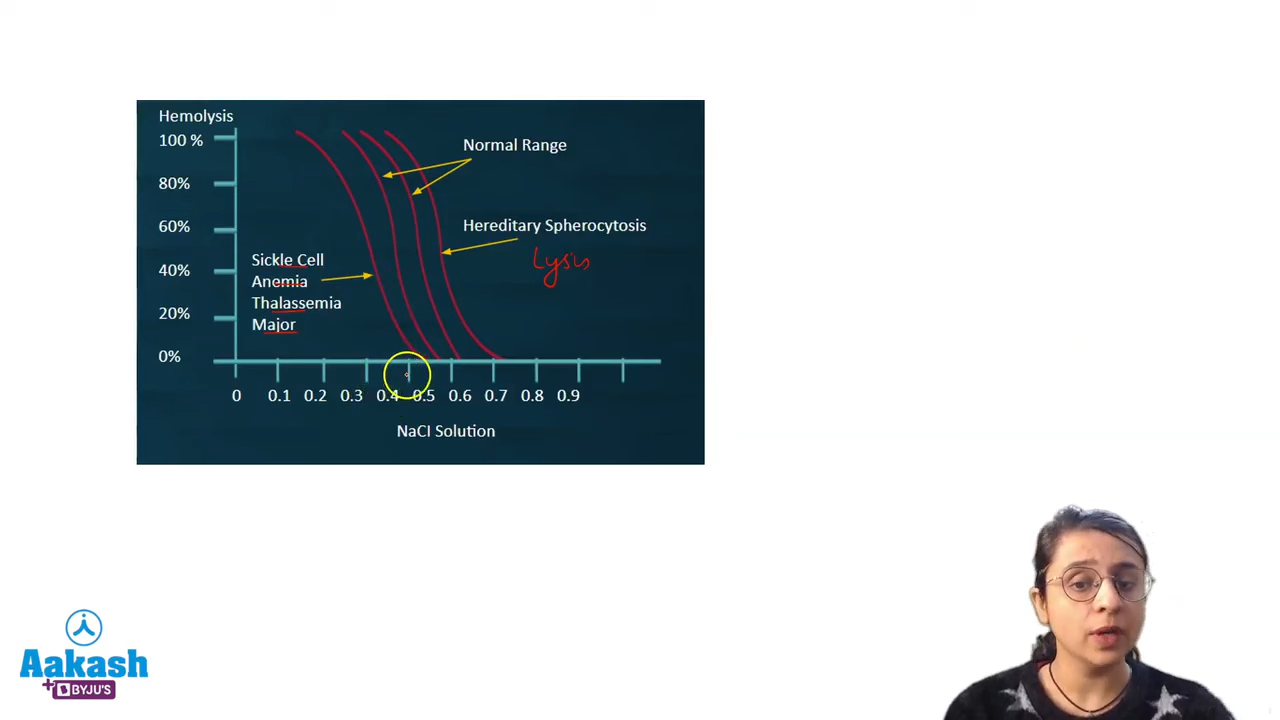 Hemolysis
100 %
80%
60%
40%
20%
0%
Normal Range
Hereditary Spherocytosis
Lysis
Sickle Cell
Anemia
Thalassemia
Major
0 0.1 0.2 0.3 0.4 0.5 0.6 0.7 0.8 0.9
NaCI Solution
Aakash
+ BYJU'S